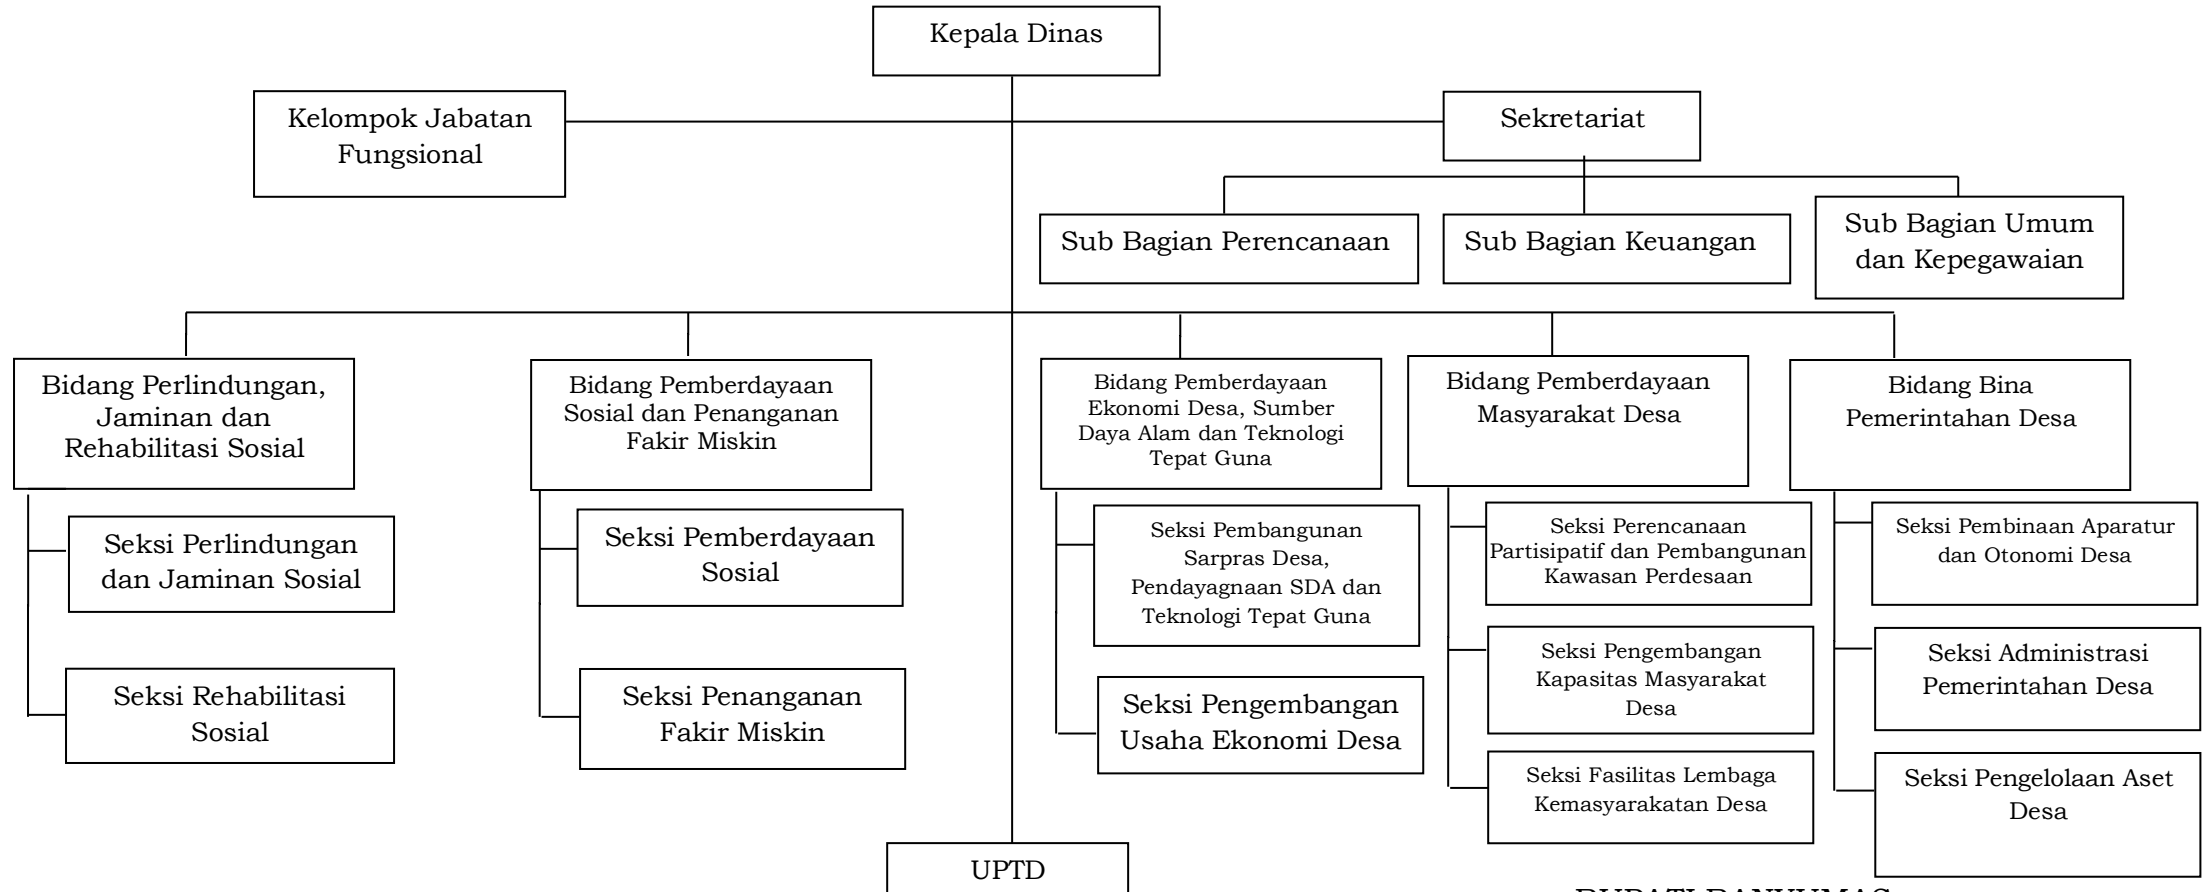 Kepala Dinas
Kelompok Jabatan
Fungsional
Sekretariat
Sub Bagian Perencanaan
Sub Bagian Keuangan
Sub Bagian Umum
dan Kepegawaian
Bidang Perlindungan,
Jaminan dan
Rehabilitasi Sosial
Bidang Pemberdayaan
Sosial dan Penanganan
Fakir Miskin
Bidang Pemberdayaan
Ekonomi Desa, Sumber
Daya Alam dan Teknologi
Tepat Guna
Bidang Pemberdayaan
Masyarakat Desa
Bidang Bina
Pemerintahan Desa
Seksi Perlindungan
dan Jaminan Sosial
Seksi Rehabilitasi
Sosial
Seksi Pemberdayaan
Sosial
Seksi Penanganan
Fakir Miskin
Seksi Pembangunan
Sarpras Desa,
Pendayagnaan SDA dan
Teknologi Tepat Guna
Seksi Pengembangan
Usaha Ekonomi Desa
Seksi Perencanaan
Partisipatif dan Pembangunan
Kawasan Perdesaan
Seksi Pengembangan
Kapasitas Masyarakat
Desa
Seksi Fasilitas Lembaga
Kemasyarakatan Desa
Seksi Pembinaan Aparatur
dan Otonomi Desa
Seksi Administrasi
Pemerintahan Desa
Seksi Pengelolaan Aset
Desa
UPTD
BUPATI BANYUMAS